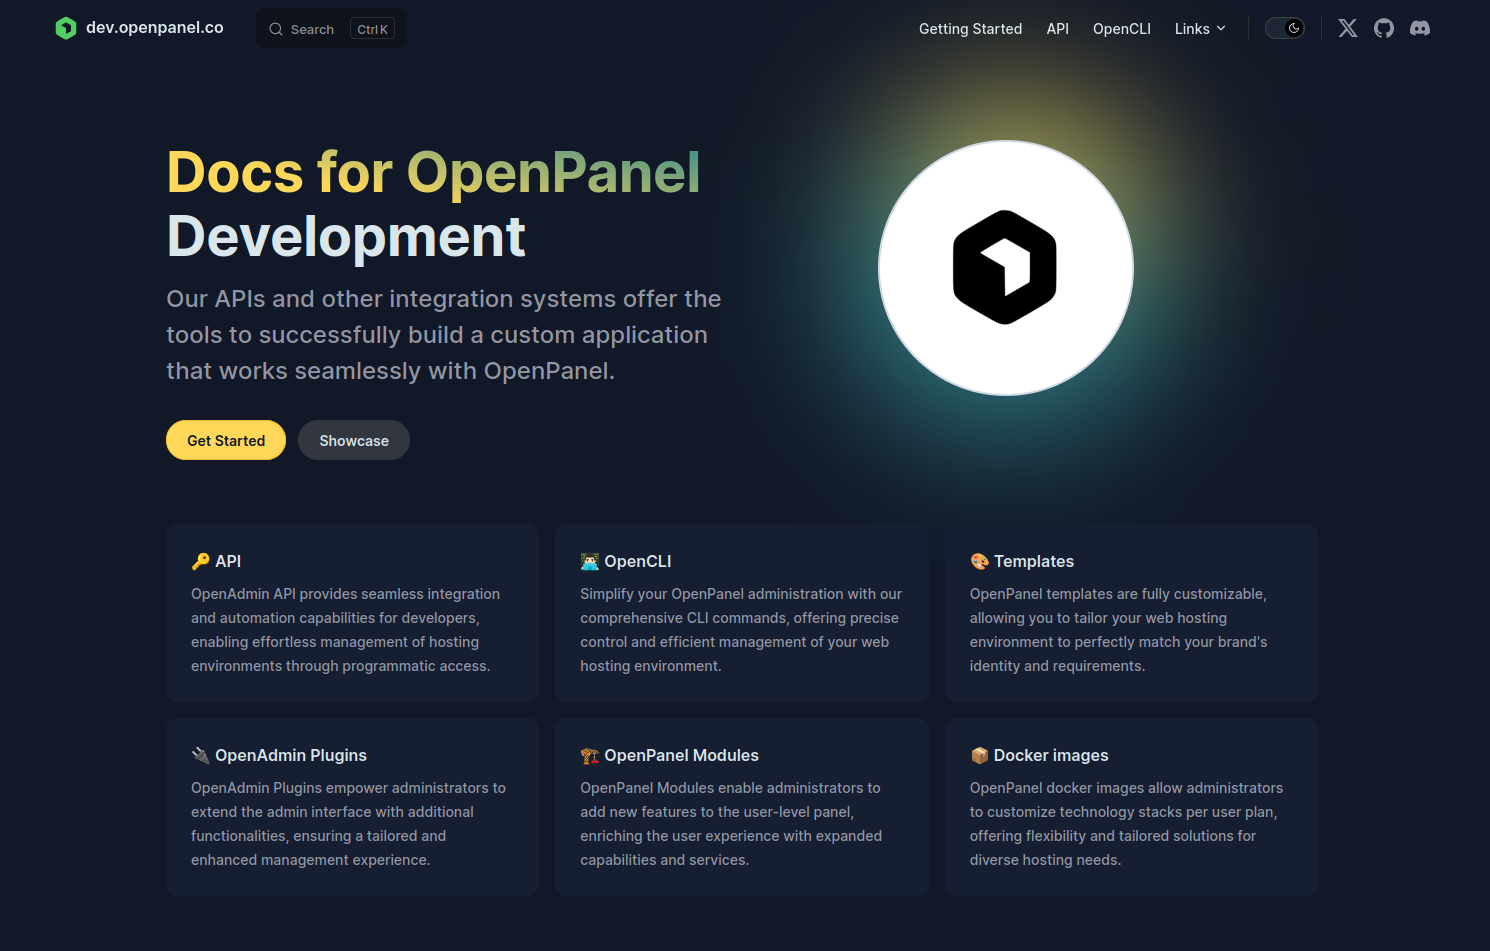 dev.openpanel.co
Search Ctrl K
Getting Started API OpenCLI Links
Docs for OpenPanel
Development
Our APIs and other integration systems offer the
tools to successfully build a custom application
that works seamlessly with OpenPanel.
Get Started Showcase
🔑 API
OpenAdmin API provides seamless integration
and automation capabilities for developers,
enabling effortless management of hosting
environments through programmatic access.
👨🏻‍💻 OpenCLI
Simplify your OpenPanel administration with our
comprehensive CLI commands, offering precise
control and efficient management of your web
hosting environment.
🎨 Templates
OpenPanel templates are fully customizable,
allowing you to tailor your web hosting
environment to perfectly match your brand's
identity and requirements.
🔌 OpenAdmin Plugins
OpenAdmin Plugins empower administrators to
extend the admin interface with additional
functionalities, ensuring a tailored and
enhanced management experience.
🏗️ OpenPanel Modules
OpenPanel Modules enable administrators to
add new features to the user-level panel,
enriching the user experience with expanded
capabilities and services.
📦 Docker images
OpenPanel docker images allow administrators
to customize technology stacks per user plan,
offering flexibility and tailored solutions for
diverse hosting needs.